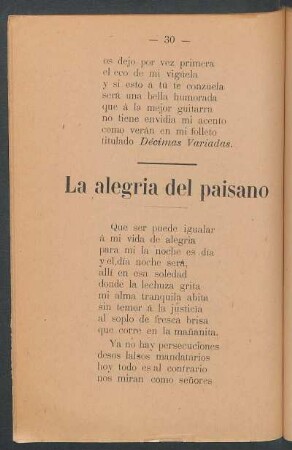 — 30 —
os dejo por vez primera
el eco de mi vigüela
y si esto a tu te conzuela
sera una bella humorada
que á la mejor guitarra
no tiene envidia mi acento
como verán en mi folleto
titulado Décimas Variadas.
La alegria del paisano
Que ser puede igualar
á mi vida de alegria
para mi la noche es dia
y el dia noche será,
allí en esa soledad
donde la lechuza grita
mi alma tranquila abita
sin temor á la justicia
al soplo de fresca brisa
que corre en la mañanita.
Ya no hay persecuciones
desos falsos mandatarios
hoy todo es al contrario
nos miran como señores